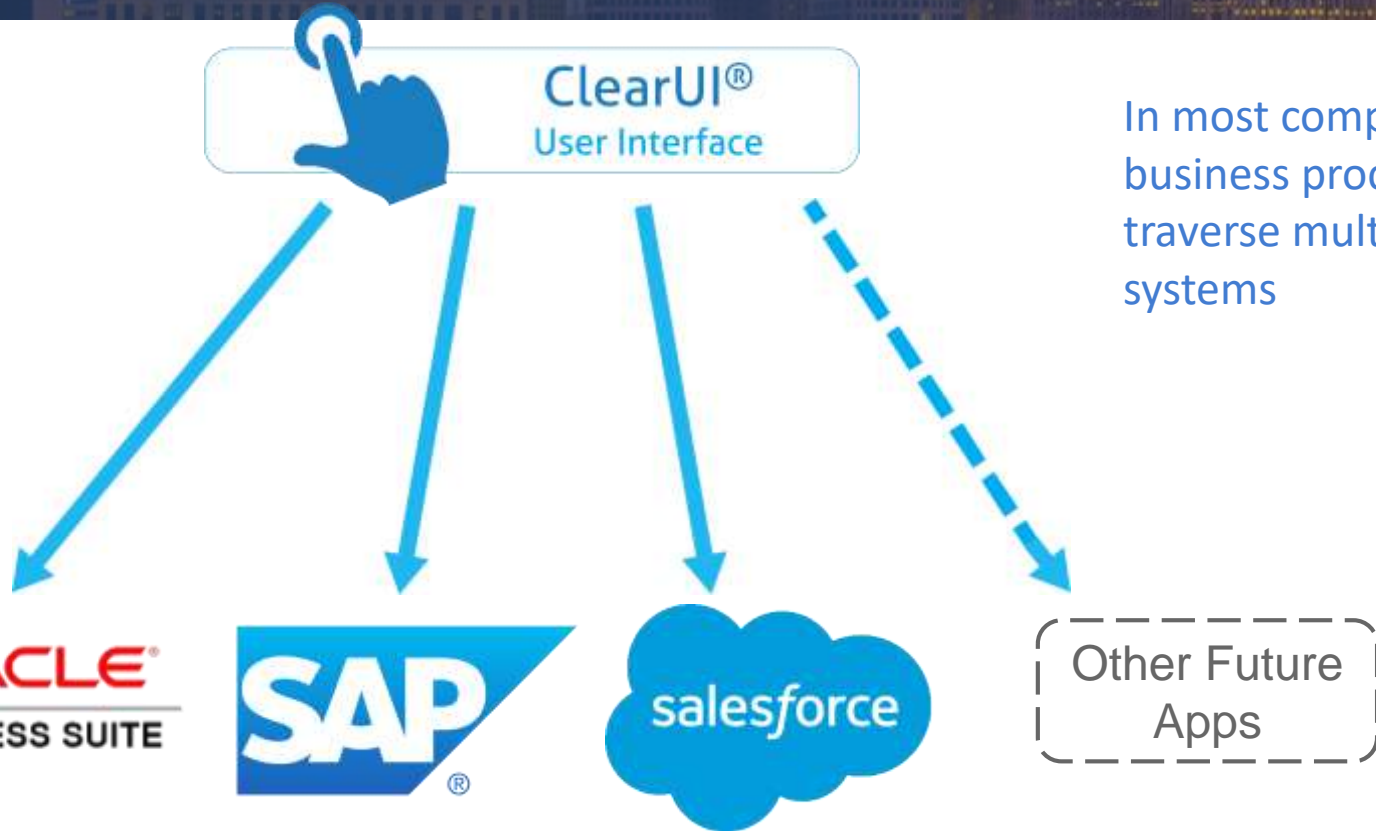 ClearUI®
User Interface
In most comp
business proc
traverse mult
systems
ACLE®
ESS SUITE
SAP®
salesforce
Other Future
Apps